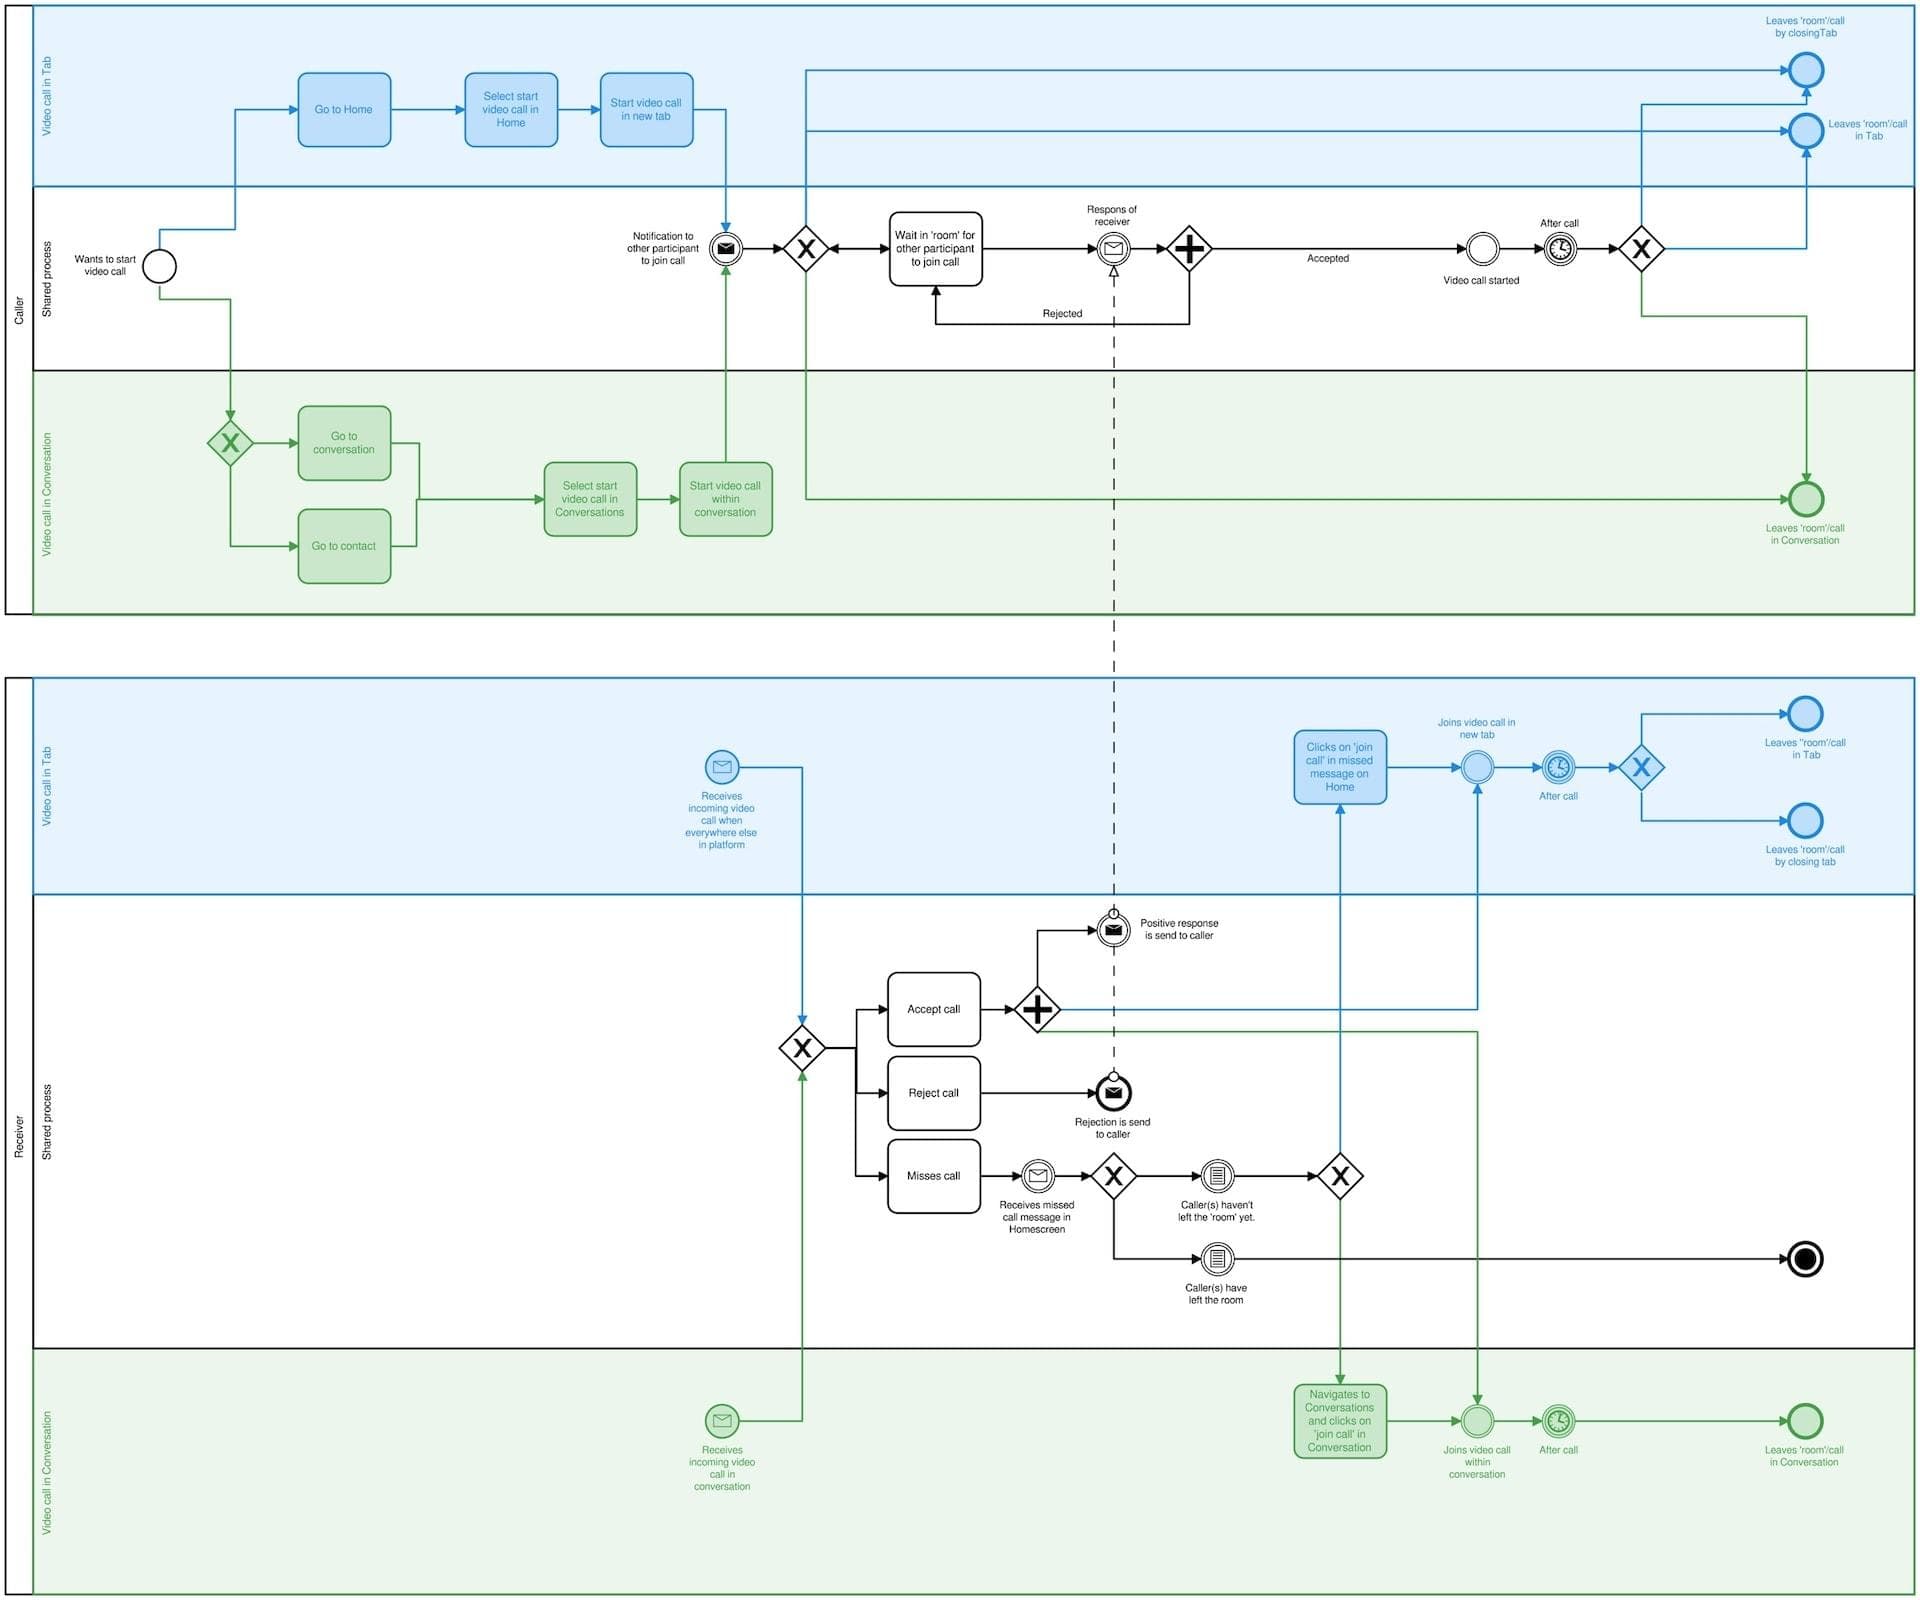 Caller
Video call in Tab
Go to Home
Select start
video call in
Home
Start video call
in new tab
Leaves 'room'/call
by closingTab
Leaves 'room'/call
in Tab
Shared process
Wants to start
video call
Notification to
other participant
to join call
X
Wait in 'room' for
other participant
to join call
Respons of
receiver
Rejected
Accepted
Video call started
After call
X
Video call in Conversation
X
Go to
conversation
Go to contact
Select start
video call in
Conversations
Start video call
within
conversation
Leaves 'room'/call
in Conversation
Receiver
Video call in Tab
Receives
incoming video
call when
everywhere else
in platform
Clicks on 'join
call' in missed
message on
Home
Joins video call in
new tab
After call
X
Leaves "room'/call
in Tab
Leaves 'room'/call
by closing tab
Shared process
X
Accept call
Positive response
is send to caller
Reject call
Rejection is send
to caller
Misses call
Receives missed
call message in
Homescreen
X
Caller(s) haven't
left the 'room' yet.
X
Caller(s) have
left the room
Video call in Conversation
Receives
incoming video
call in
conversation
Navigates to
Conversations
and clicks on
'join call' in
Conversation
Joins video call
within
conversation
After call
Leaves 'room'/call
in Conversation